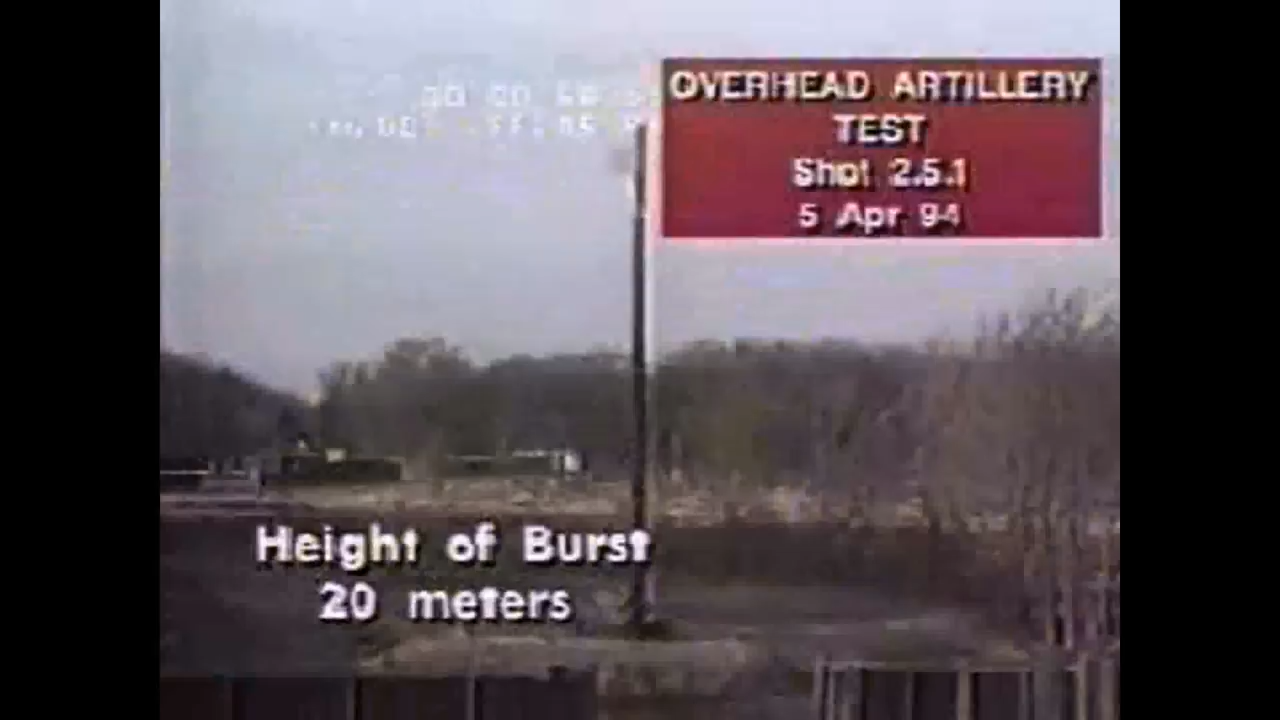 OVERHEAD ARTILLERY
TEST
Shot 2.5.1
5 Apr 94
Height of Burst
20 meters